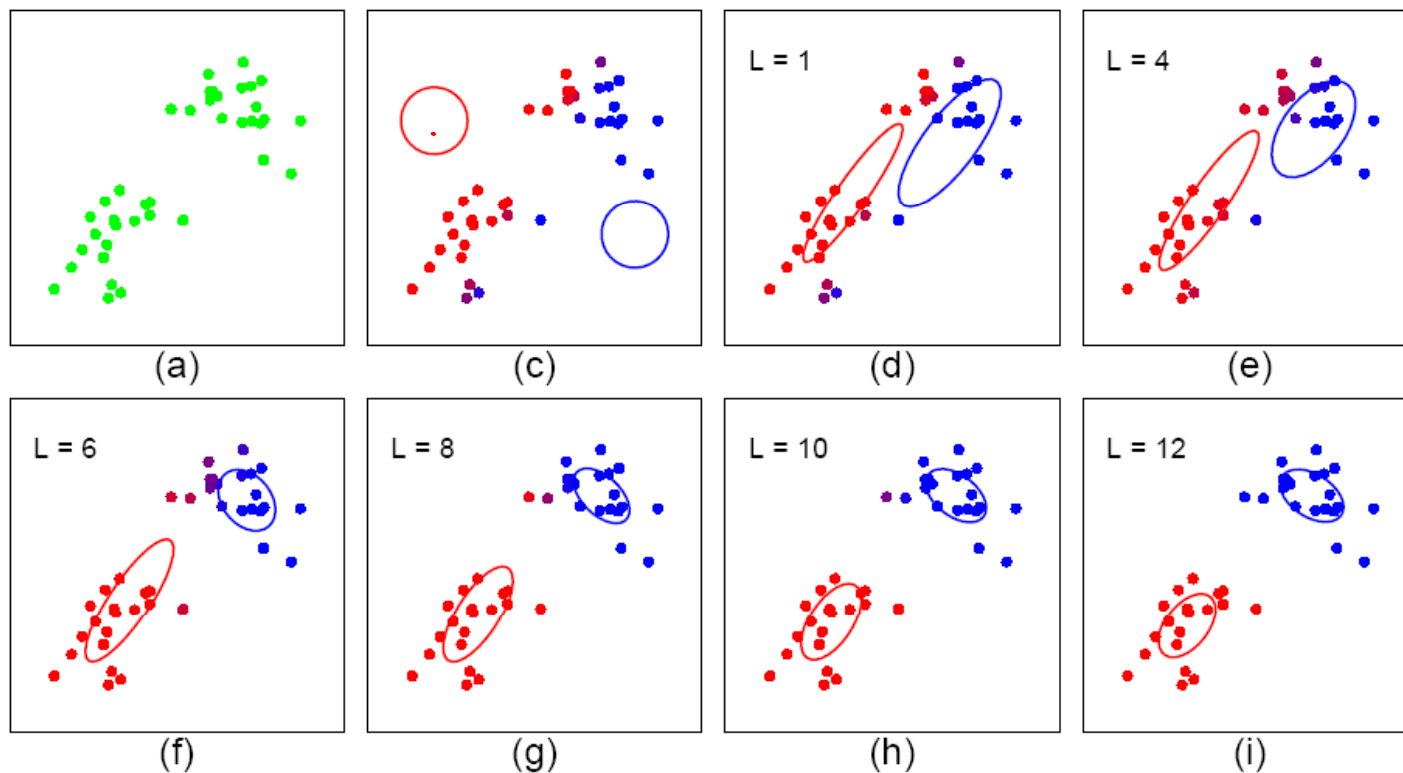 L = 1
L = 4
(a)
(c)
(d)
(e)
L = 6
L = 8
L = 10
L = 12
(f)
(g)
(h)
(i)